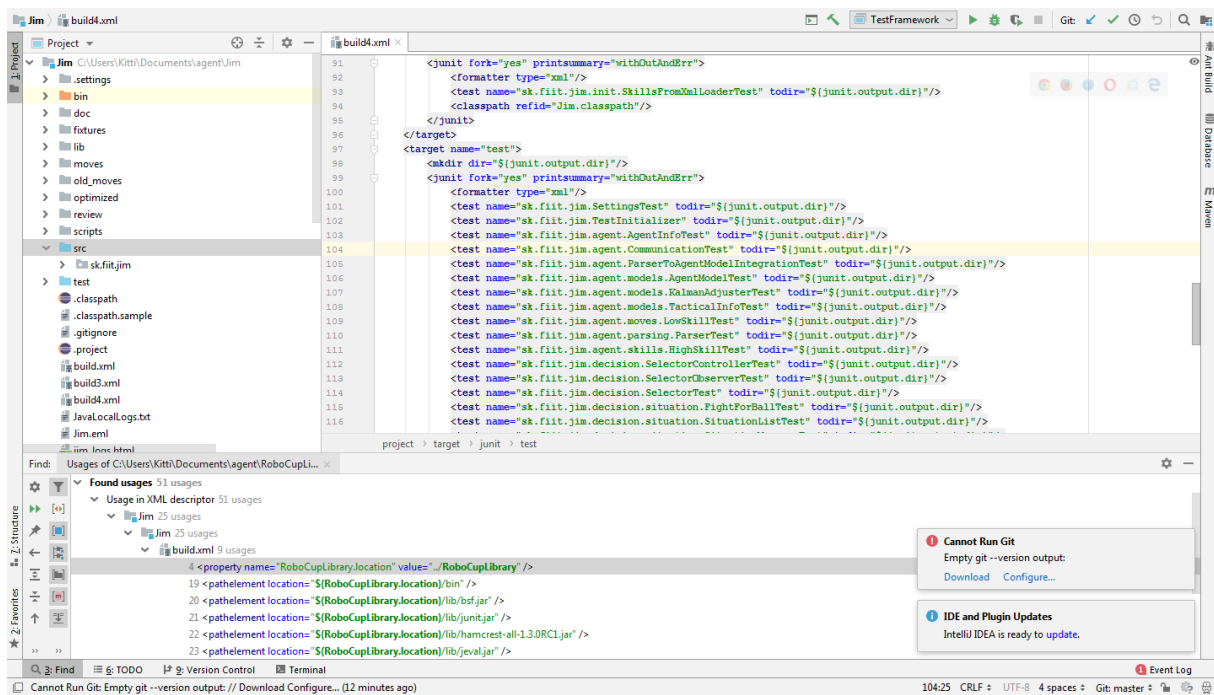 Jim build4.xml TestFramework Git:
Project
build4.xml
1: Project
Jim C:\Users\Kitti\Documents\agent\Jim
.settings
bin
doc
fixtures
lib
moves
old_moves
optimized
review
scripts
src
sk.fiit.jim
test
.classpath
.classpath.sample
.gitignore
.project
build.xml
build3.xml
build4.xml
JavaLocalLogs.txt
Jim.eml
jim_logs.html
91 <junit fork="yes" printsummary="withOutAndErr">
92 <formatter type="xml"/>
93 <test name="sk.fiit.jim.init.SkillsFromXmlLoaderTest" todir="${junit.output.dir}"/>
94 <classpath refid="Jim.classpath"/>
95 </junit>
96 </target>
97 <target name="test">
98 <mkdir dir="${junit.output.dir}"/>
99 <junit fork="yes" printsummary="withOutAndErr">
100 <formatter type="xml"/>
101 <test name="sk.fiit.jim.SettingsTest" todir="${junit.output.dir}"/>
102 <test name="sk.fiit.jim.TestInitializer" todir="${junit.output.dir}"/>
103 <test name="sk.fiit.jim.agent.AgentInfoTest" todir="${junit.output.dir}"/>
104 <test name="sk.fiit.jim.agent.CommunicationTest" todir="${junit.output.dir}"/>
105 <test name="sk.fiit.jim.agent.ParserToAgentModelIntegrationTest" todir="${junit.output.dir}"/>
106 <test name="sk.fiit.jim.agent.models.AgentModelTest" todir="${junit.output.dir}"/>
107 <test name="sk.fiit.jim.agent.models.KalmanAdjusterTest" todir="${junit.output.dir}"/>
108 <test name="sk.fiit.jim.agent.models.TacticalInfoTest" todir="${junit.output.dir}"/>
109 <test name="sk.fiit.jim.agent.moves.LowSkillTest" todir="${junit.output.dir}"/>
110 <test name="sk.fiit.jim.agent.parsing.ParserTest" todir="${junit.output.dir}"/>
111 <test name="sk.fiit.jim.agent.skills.HighSkillTest" todir="${junit.output.dir}"/>
112 <test name="sk.fiit.jim.decision.SelectorControllerTest" todir="${junit.output.dir}"/>
113 <test name="sk.fiit.jim.decision.SelectorObserverTest" todir="${junit.output.dir}"/>
114 <test name="sk.fiit.jim.decision.SelectorTest" todir="${junit.output.dir}"/>
115 <test name="sk.fiit.jim.decision.situation.FightForBallTest" todir="${junit.output.dir}"/>
116 <test name="sk.fiit.jim.decision.situation.SituationListTest" todir="${junit.output.dir}"/>
project target junit test
Ant Build
Database
Maven
Find: Usages of C:\Users\Kitti\Documents\agent\RoboCupLi...
Found usages 51 usages
Usage in XML descriptor 51 usages
Jim 25 usages
Jim 25 usages
build.xml 9 usages
4 <property name="RoboCupLibrary.location" value="../RoboCupLibrary" />
19 <pathelement location="${RoboCupLibrary.location}/bin" />
20 <pathelement location="${RoboCupLibrary.location}/lib/bsf.jar" />
21 <pathelement location="${RoboCupLibrary.location}/lib/junit.jar" />
22 <pathelement location="${RoboCupLibrary.location}/lib/hamcrest-all-1.3.0RC1.jar" />
23 <pathelement location="${RoboCupLibrary.location}/lib/jeval.jar" />
7: Structure
2: Favorites
Cannot Run Git
Empty git --version output:
Download Configure...
IDE and Plugin Updates
IntelliJ IDEA is ready to update.
3: Find 6: TODO 9: Version Control Terminal Event Log
Cannot Run Git: Empty git --version output: // Download Configure... (12 minutes ago) 104:25 CRLF UTF-8 4 spaces Git: master